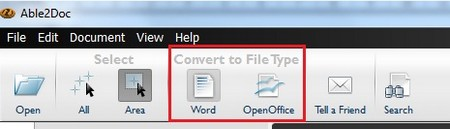 Able2Doc
File Edit Document View Help
Select Convert to File Type
Open All Area Word OpenOffice Tell a Friend Search